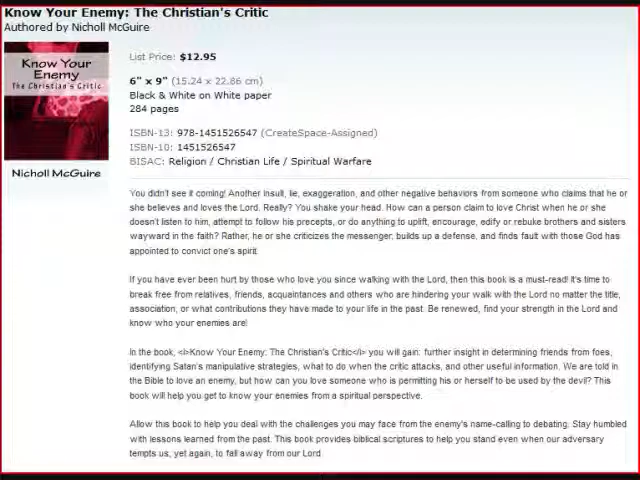 Know Your Enemy: The Christian's Critic
Authored by Nicholl McGuire
Know Your
Enemy
The Christian's Critic
Nicholl McGuire
List Price: $12.95
6" x 9" (15.24 x 22.86 cm)
Black & White on White paper
284 pages
ISBN-13: 978-1451526547 (CreateSpace-Assigned)
ISBN-10: 1451526547
BISAC: Religion / Christian Life / Spiritual Warfare
You didn't see it coming! Another insult, lie, exaggeration, and other negative behaviors from someone who claims that he or
she believes and loves the Lord. Really? You shake your head. How can a person claim to love Christ when he or she
doesn't listen to him, attempt to follow his precepts, or do anything to uplift, encourage, edify or rebuke brothers and sisters
wayward in the faith? Rather, he or she criticizes the messenger, builds up a defense, and finds fault with those God has
appointed to convict one's spirit.
If you have ever been hurt by those who love you since walking with the Lord, then this book is a must-read! It's time to
break free from relatives, friends, acquaintances and others who are hindering your walk with the Lord no matter the title,
association, or what contributions they have made to your life in the past. Be renewed, find your strength in the Lord and
know who your enemies are!
In the book, <I>Know Your Enemy: The Christian's Critic</I> you will gain: further insight in determining friends from foes,
identifying Satan's manipulative strategies, what to do when the critic attacks, and other useful information. We are told in
the Bible to love an enemy, but how can you love someone who is permitting his or herself to be used by the devil? This
book will help you get to know your enemies from a spiritual perspective.
Allow this book to help you deal with the challenges you may face from the enemy's name-calling to debating. Stay humbled
with lessons learned from the past. This book provides biblical scriptures to help you stand even when our adversary
tempts us, yet again, to fall away from our Lord.